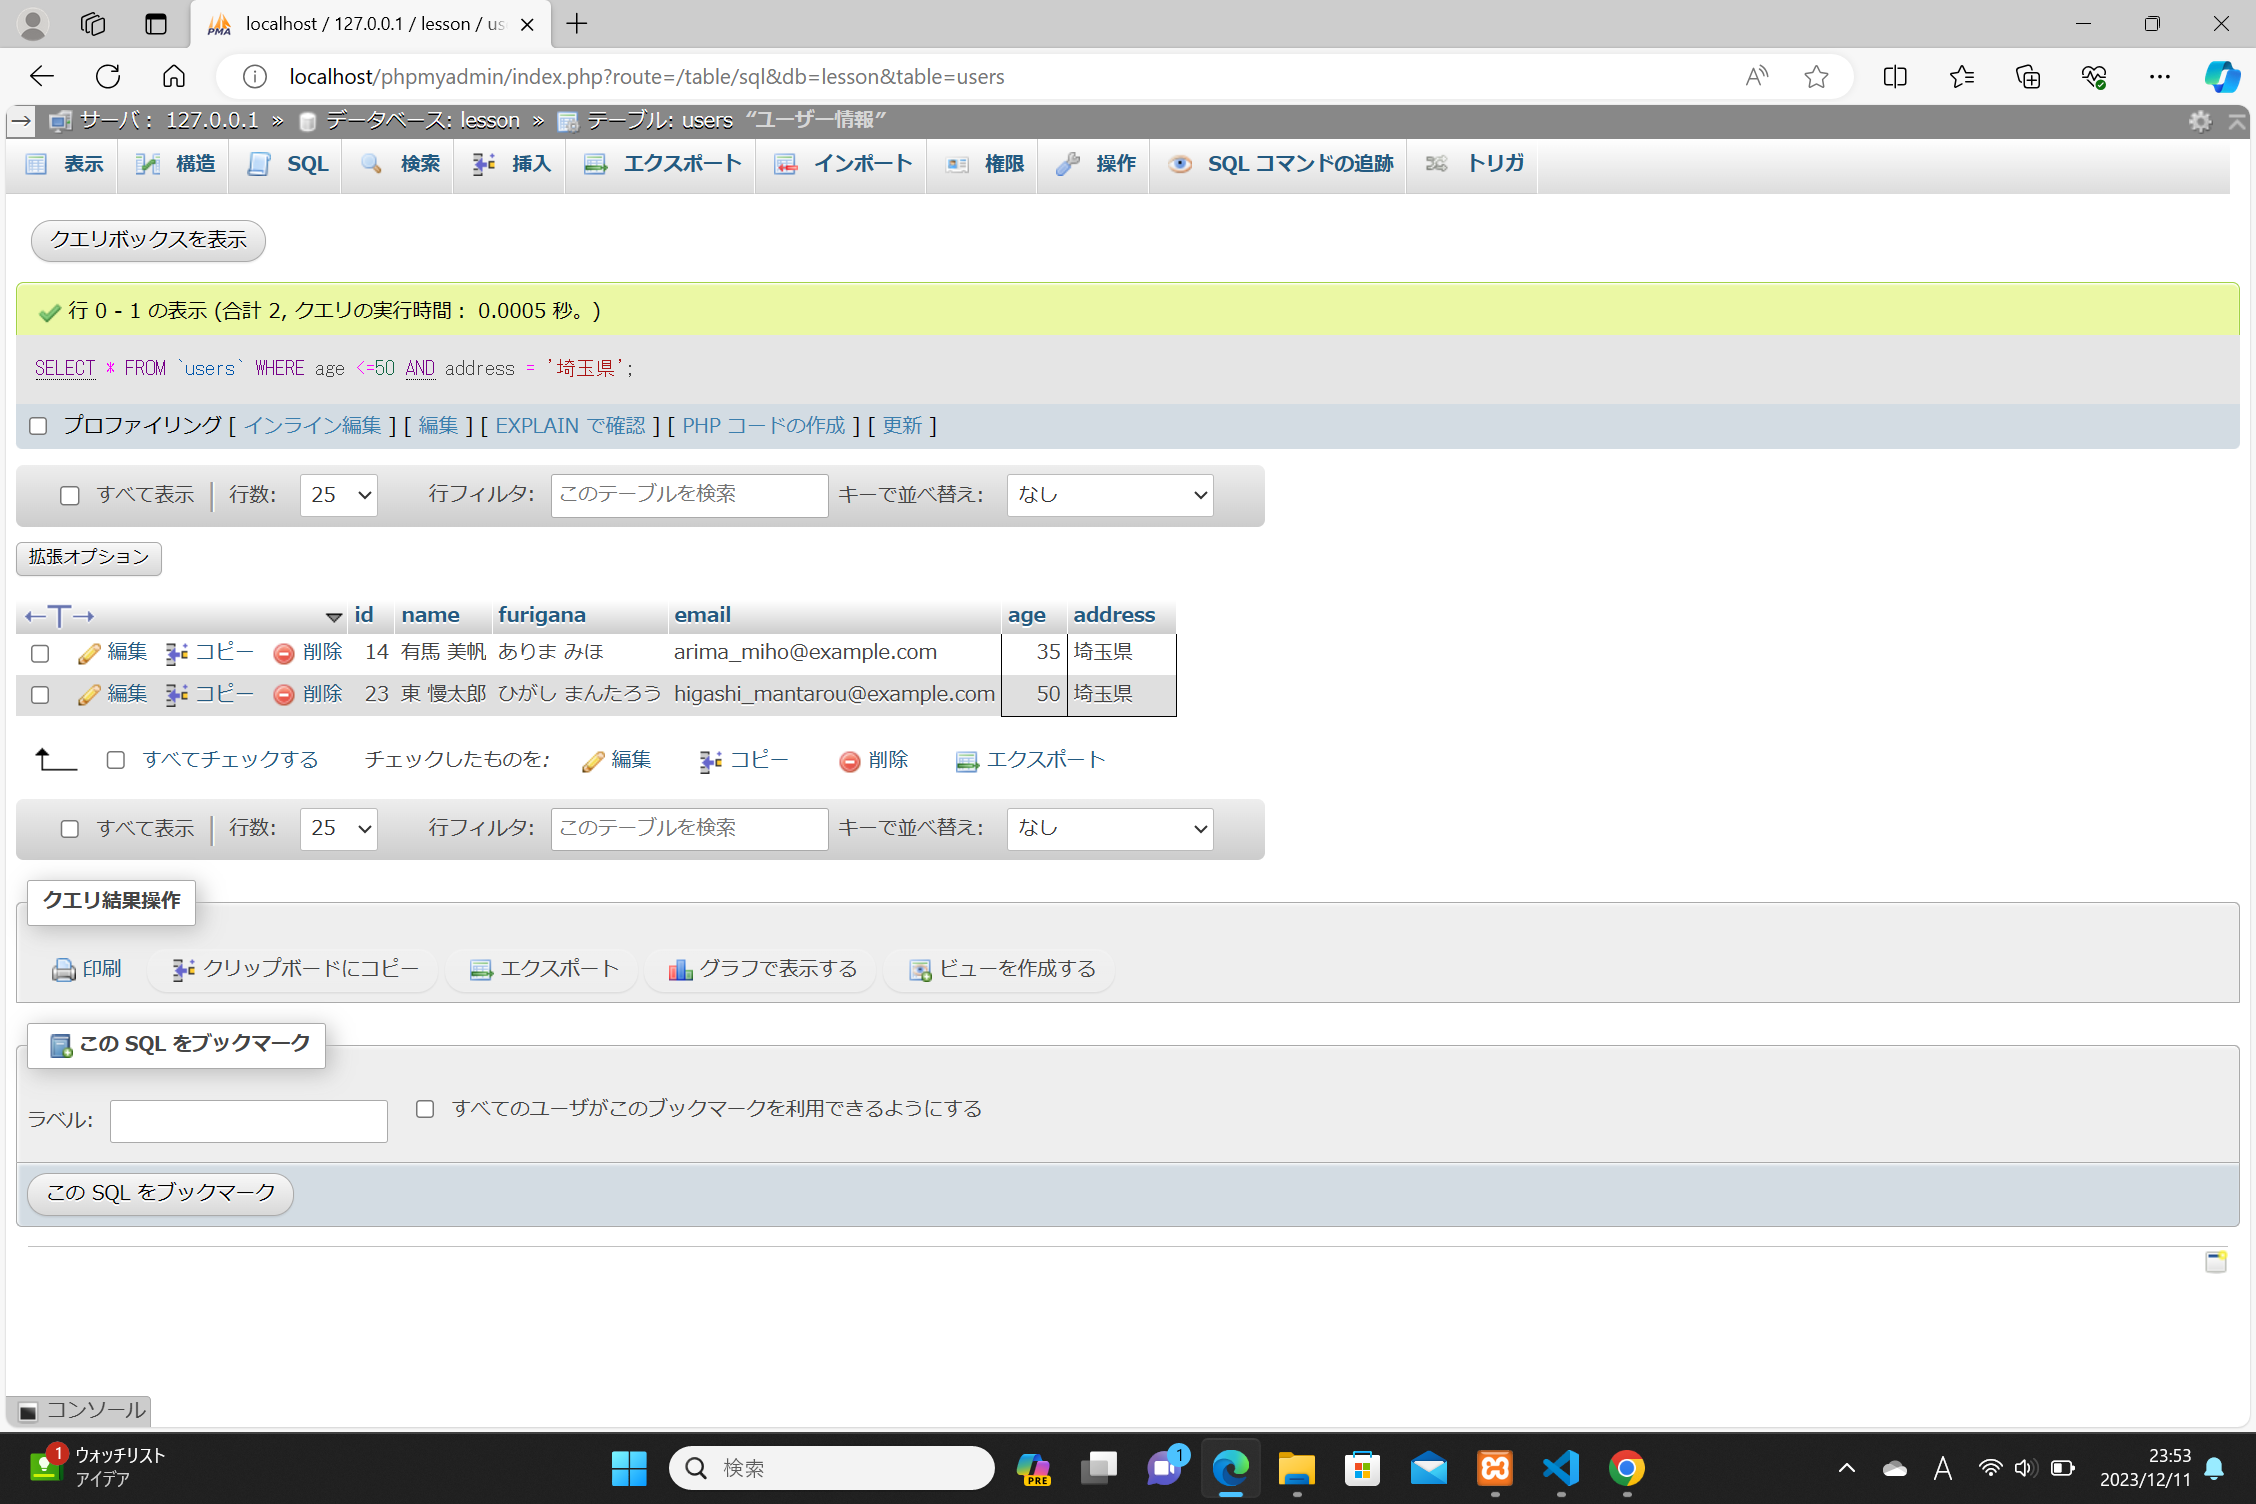 localhost / 127.0.0.1 / lesson / us
localhost/phpmyadmin/index.php?route=/table/sql&db=lesson&table=users
サーバ： 127.0.0.1 » データベース: lesson » テーブル: users “ユーザー情報”
表示 構造 SQL 検索 挿入 エクスポート インポート 権限 操作 SQL コマンドの追跡 トリガ
クエリボックスを表示
行 0 - 1 の表示 (合計 2, クエリの実行時間： 0.0005 秒。)
SELECT * FROM `users` WHERE age <=50 AND address = '埼玉県';
プロファイリング [ インライン編集 ] [ 編集 ] [ EXPLAIN で確認 ] [ PHP コードの作成 ] [ 更新 ]
すべて表示 行数: 25 行フィルタ: このテーブルを検索 キーで並べ替え: なし
拡張オプション
←T→ id name furigana email age address
編集 コピー 削除 14 有馬 美帆 ありま みほ arima_miho@example.com 35 埼玉県
編集 コピー 削除 23 東 慢太郎 ひがし まんたろう higashi_mantarou@example.com 50 埼玉県
すべてチェックする チェックしたものを: 編集 コピー 削除 エクスポート
すべて表示 行数: 25 行フィルタ: このテーブルを検索 キーで並べ替え: なし
クエリ結果操作
印刷 クリップボードにコピー エクスポート グラフで表示する ビューを作成する
この SQL をブックマーク
ラベル: すべてのユーザがこのブックマークを利用できるようにする
この SQL をブックマーク
コンソール
1 ウォッチリスト
アイデア
検索
PRE
1
A
23:53
2023/12/11